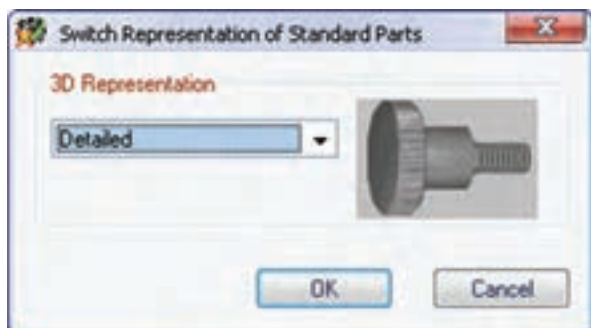 Switch Representation of Standard Parts
3D Representation
Detailed
OK
Cancel